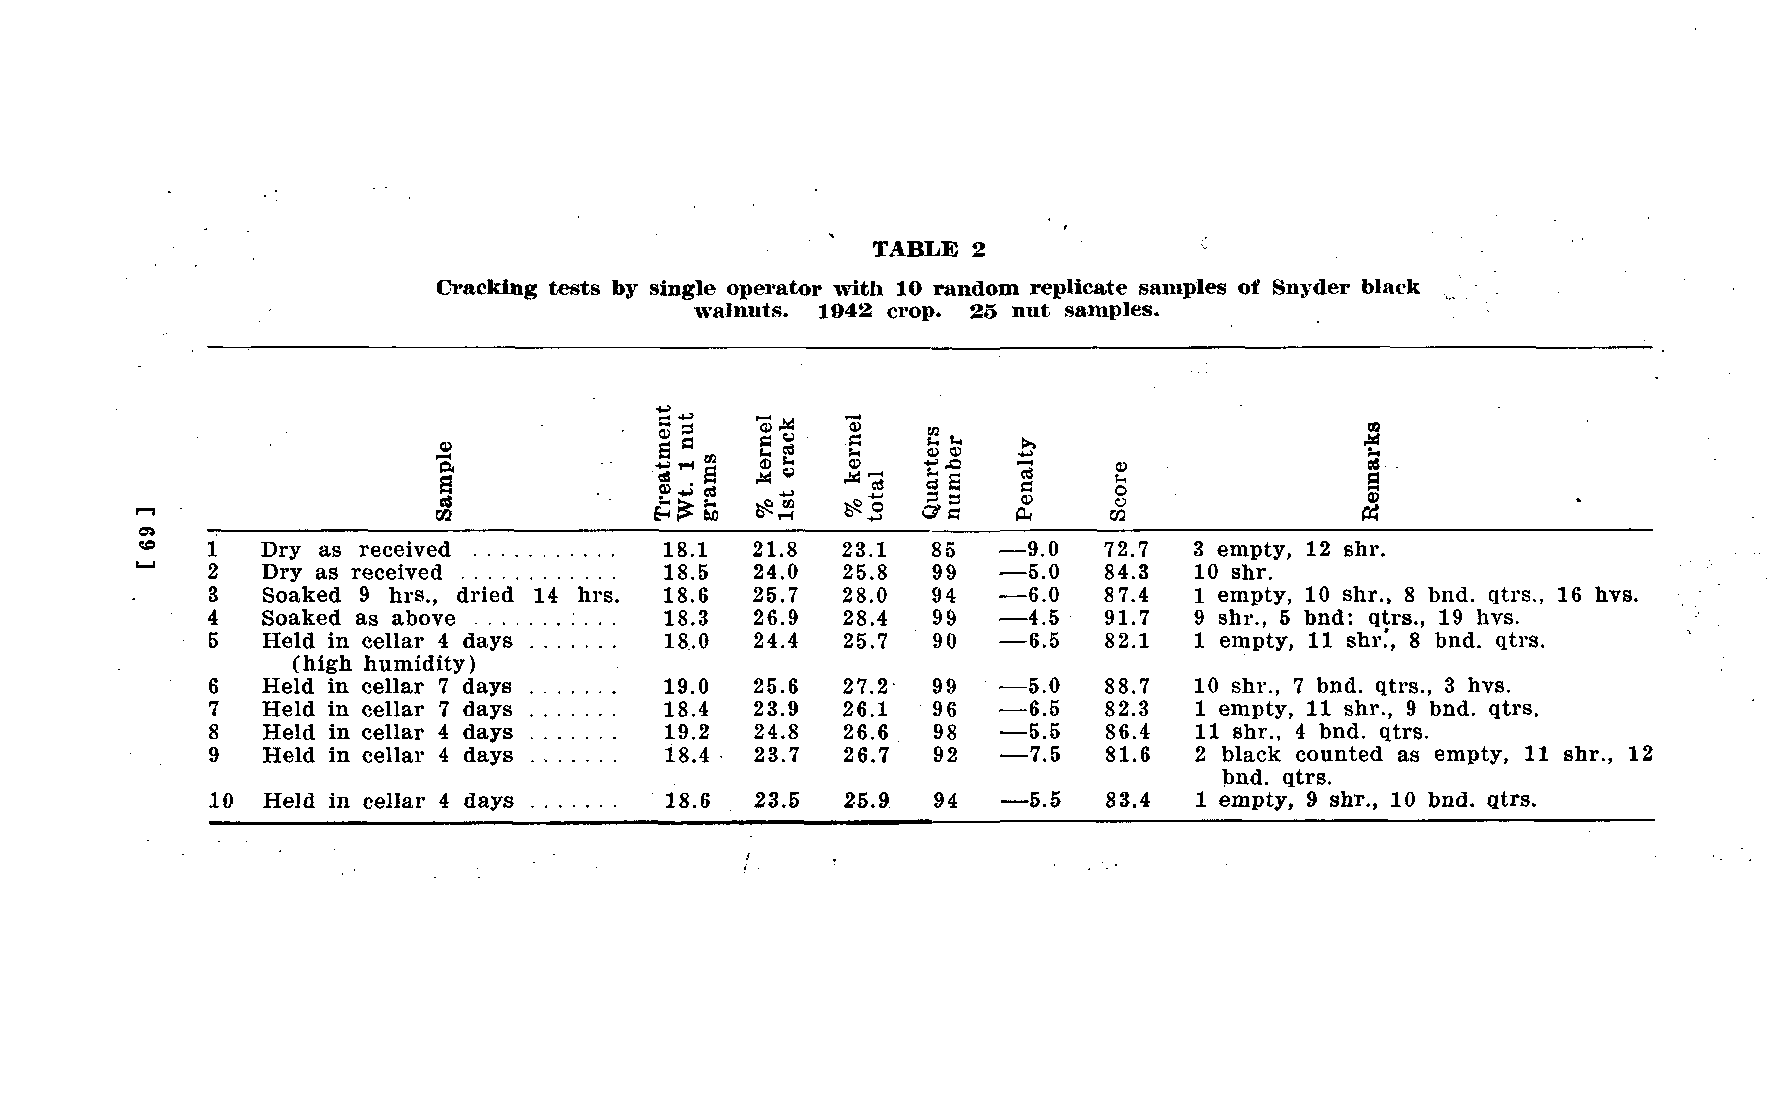 TABLE 2
Cracking tests by single operator with 10 random replicate samples of Snyder black
walnuts. 1942 crop. 25 nut samples.
Sample
Treatment
Wt. 1 nut
grams
% kernel
1st crack
% kernel
total
Quarters
number
Penalty
Score
Remarks
1 Dry as received ........... 18.1 21.8 23.1 85 —9.0 72.7 3 empty, 12 shr.
2 Dry as received ............ 18.5 24.0 25.8 99 —5.0 84.3 10 shr.
3 Soaked 9 hrs., dried 14 hrs. 18.6 25.7 28.0 94 —6.0 87.4 1 empty, 10 shr., 8 bnd. qtrs., 16 hvs.
4 Soaked as above ........... 18.3 26.9 28.4 99 —4.5 91.7 9 shr., 5 bnd: qtrs., 19 hvs.
5 Held in cellar 4 days ....... 18.0 24.4 25.7 90 —6.5 82.1 1 empty, 11 shr., 8 bnd. qtrs.
(high humidity)
6 Held in cellar 7 days ....... 19.0 25.6 27.2 99 —5.0 88.7 10 shr., 7 bnd. qtrs., 3 hvs.
7 Held in cellar 7 days ....... 18.4 23.9 26.1 96 —6.5 82.3 1 empty, 11 shr., 9 bnd. qtrs.
8 Held in cellar 4 days ....... 19.2 24.8 26.6 98 —5.5 86.4 11 shr., 4 bnd. qtrs.
9 Held in cellar 4 days ....... 18.4 23.7 26.7 92 —7.5 81.6 2 black counted as empty, 11 shr., 12
bnd. qtrs.
10 Held in cellar 4 days ....... 18.6 23.5 25.9 94 —5.5 83.4 1 empty, 9 shr., 10 bnd. qtrs.
[ 69 ]